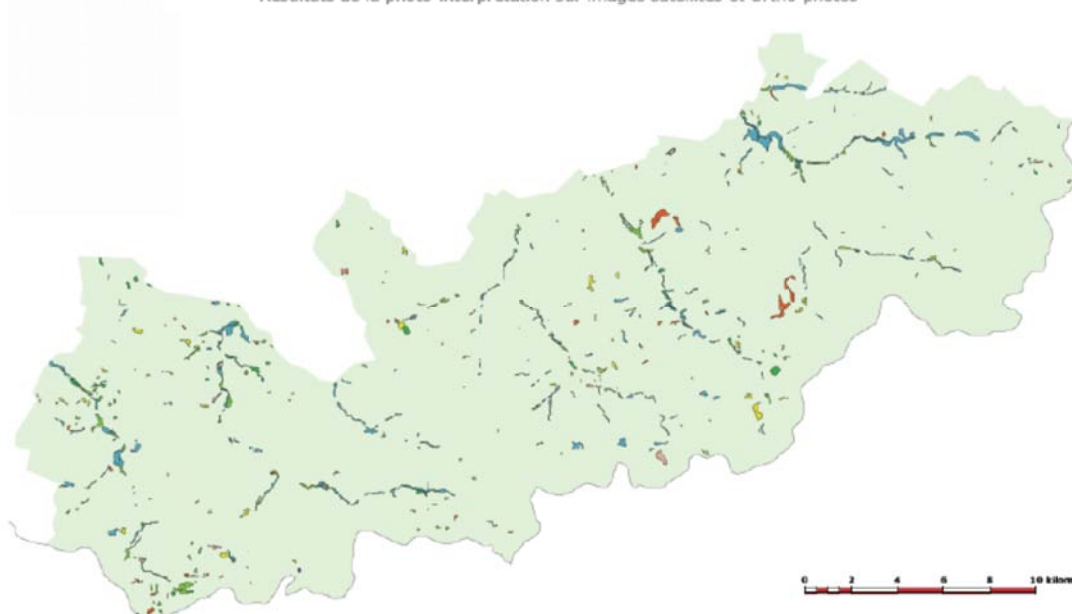 Résultats de la photo-interprétation sur images satellites et ortho-photos
0 2 4 6 8 10 kilom